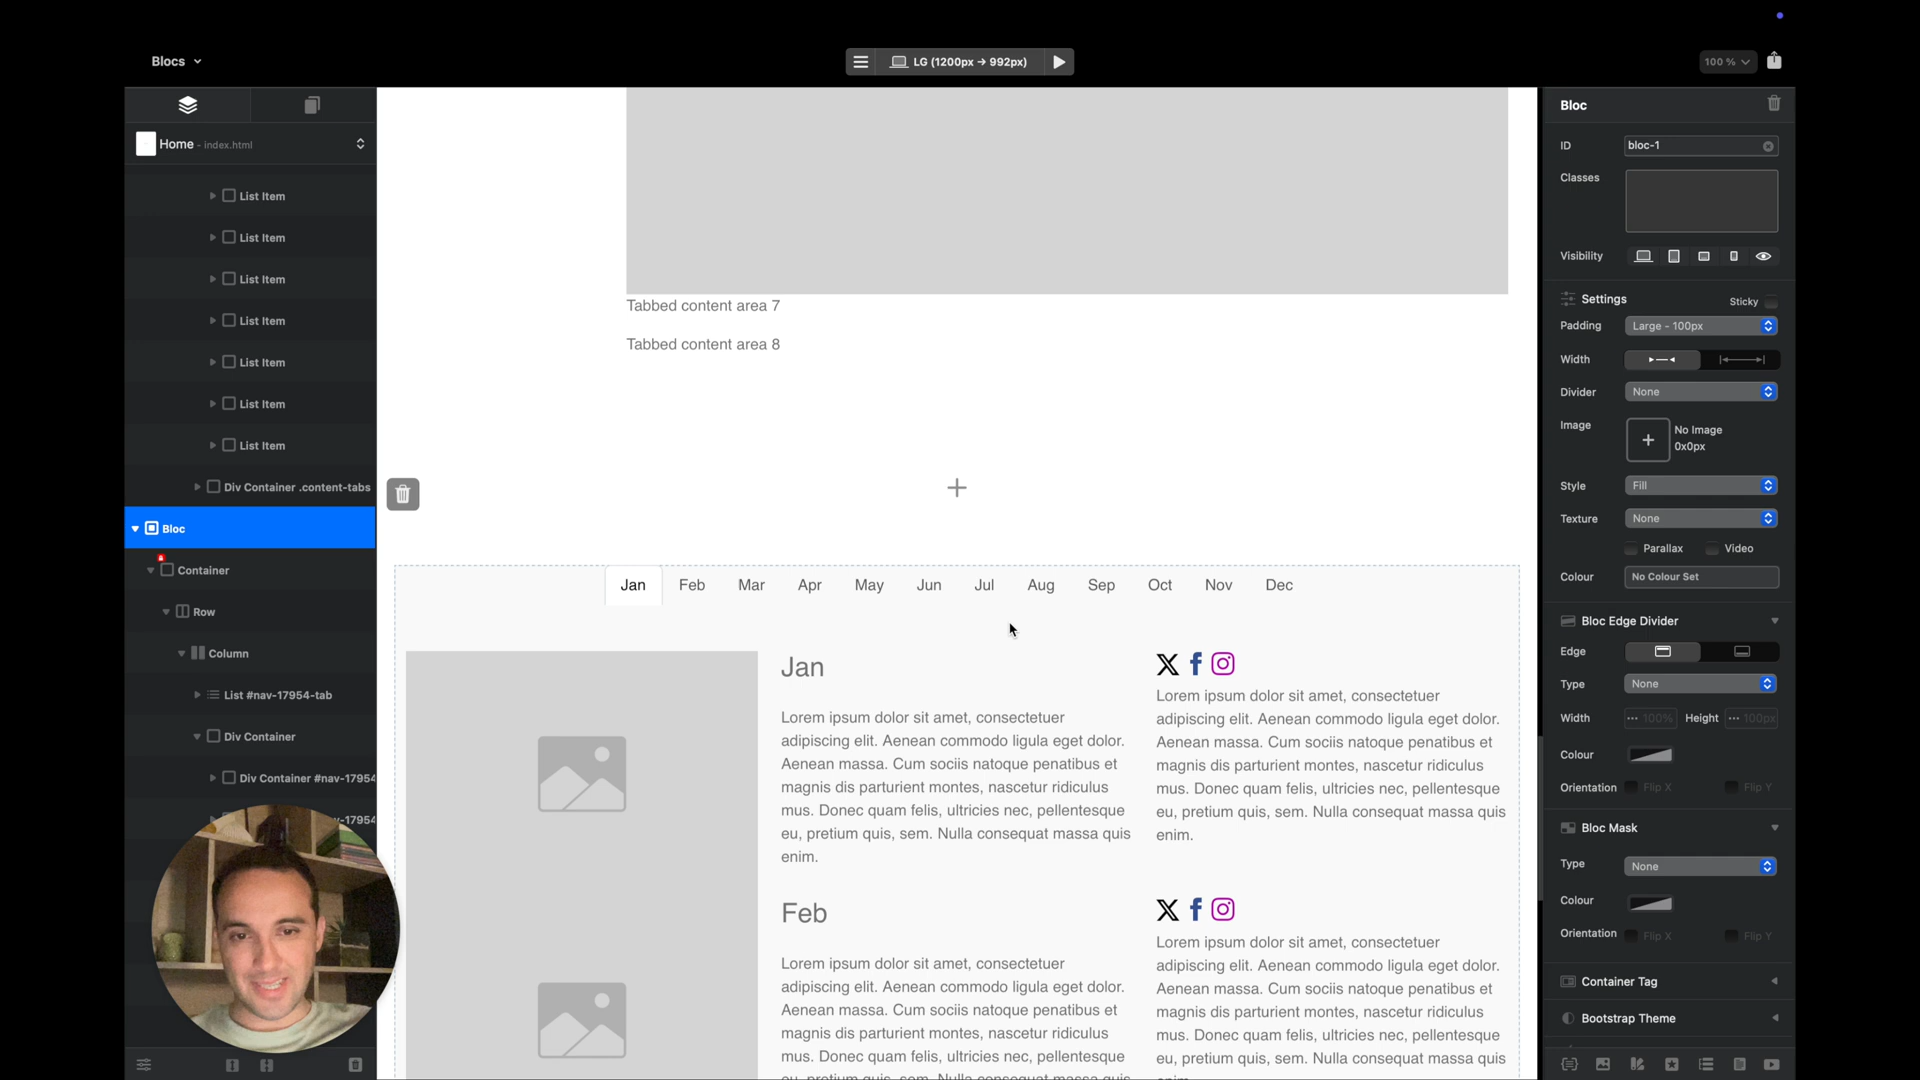 Blocs
LG (1200px → 992px)
100 %
Home - index.html
List Item
List Item
List Item
List Item
List Item
List Item
List Item
Div Container .content-tabs
Bloc
Container
Row
Column
List #nav-17954-tab
Div Container
Div Container #nav-17954
v-17954
Tabbed content area 7
Tabbed content area 8
Jan Feb Mar Apr May Jun Jul Aug Sep Oct Nov Dec
Jan
Lorem ipsum dolor sit amet, consectetuer
adipiscing elit. Aenean commodo ligula eget dolor.
Aenean massa. Cum sociis natoque penatibus et
magnis dis parturient montes, nascetur ridiculus
mus. Donec quam felis, ultricies nec, pellentesque
eu, pretium quis, sem. Nulla consequat massa quis
enim.
Lorem ipsum dolor sit amet, consectetuer
adipiscing elit. Aenean commodo ligula eget dolor.
Aenean massa. Cum sociis natoque penatibus et
magnis dis parturient montes, nascetur ridiculus
mus. Donec quam felis, ultricies nec, pellentesque
eu, pretium quis, sem. Nulla consequat massa quis
enim.
Feb
Lorem ipsum dolor sit amet, consectetuer
adipiscing elit. Aenean commodo ligula eget dolor.
Aenean massa. Cum sociis natoque penatibus et
magnis dis parturient montes, nascetur ridiculus
mus. Donec quam felis, ultricies nec, pellentesque
eu, pretium quis, sem. Nulla consequat massa quis
Lorem ipsum dolor sit amet, consectetuer
adipiscing elit. Aenean commodo ligula eget dolor.
Aenean massa. Cum sociis natoque penatibus et
magnis dis parturient montes, nascetur ridiculus
mus. Donec quam felis, ultricies nec, pellentesque
eu, pretium quis, sem. Nulla consequat massa quis
Bloc
ID bloc-1
Classes
Visibility
Settings Sticky
Padding Large - 100px
Width
Divider None
Image No Image
0x0px
Style Fill
Texture None
Parallax Video
Colour No Colour Set
Bloc Edge Divider
Edge
Type None
Width 100% Height 100px
Colour
Orientation Flip X Flip Y
Bloc Mask
Type None
Colour
Orientation Flip X Flip Y
Container Tag
Bootstrap Theme